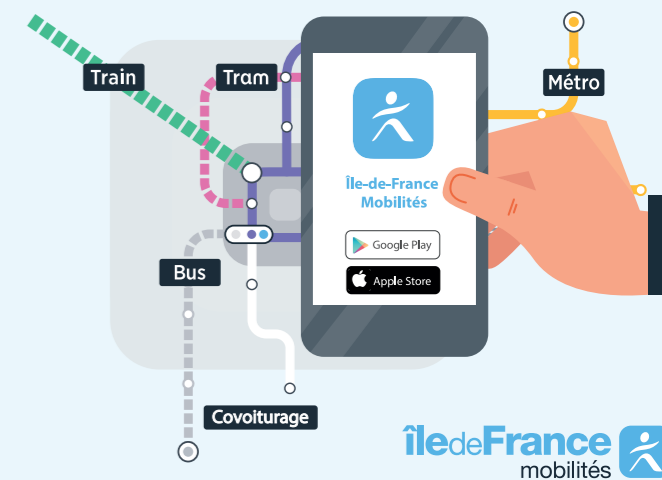 Train
Tram
Métro
Île-de-France
Mobilités
Google Play
Apple Store
Bus
Covoiturage
îledeFrance
mobilités